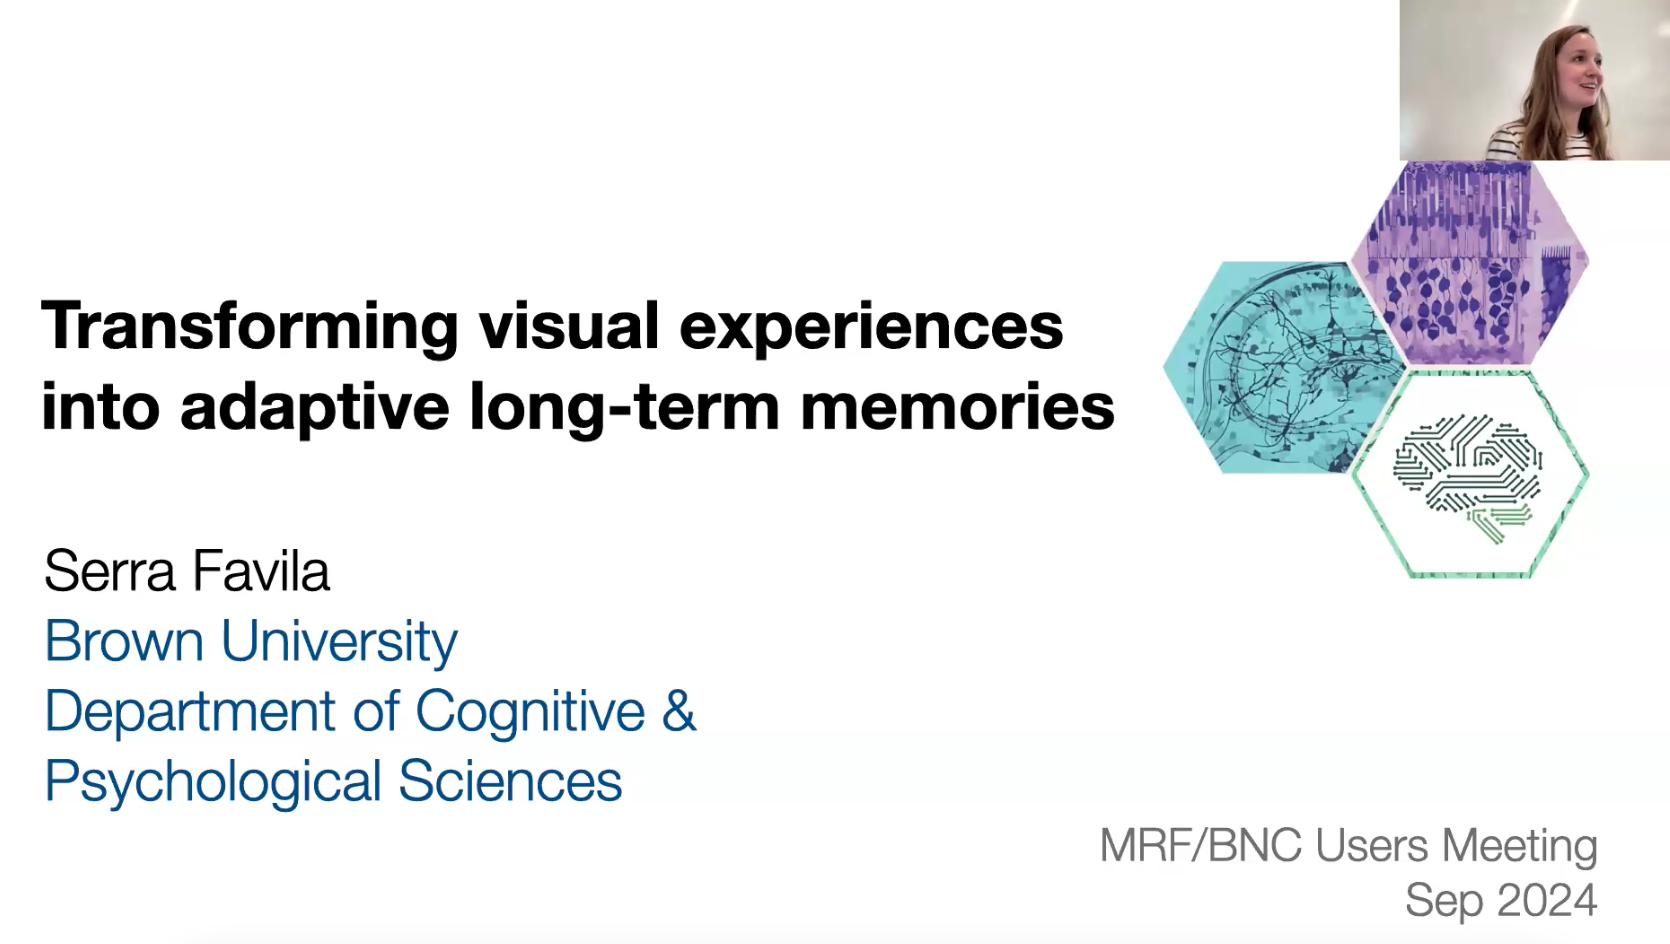 Transforming visual experiences
into adaptive long-term memories
Serra Favila
Brown University
Department of Cognitive &
Psychological Sciences
MRF/BNC Users Meeting
Sep 2024